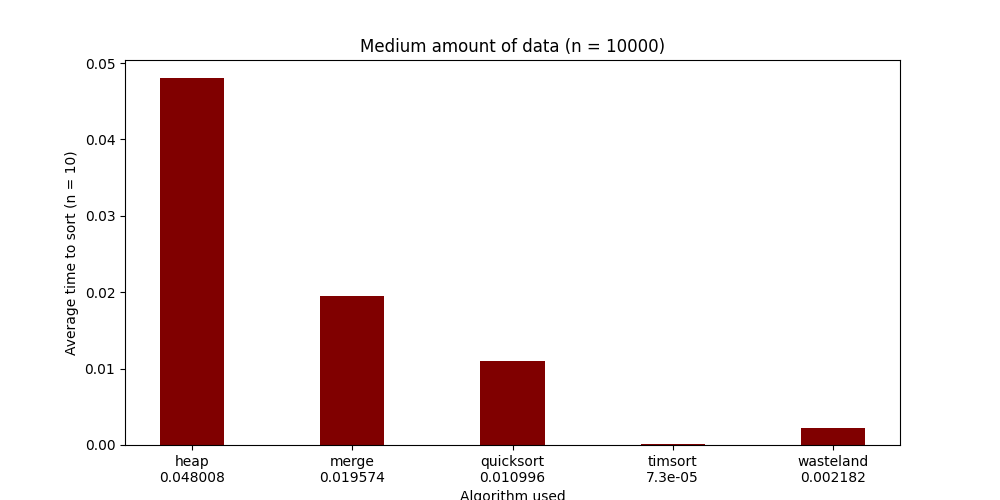 Medium amount of data (n = 10000)
Average time to sort (n = 10)
0.05
0.04
0.03
0.02
0.01
0.00
heap merge quicksort timsort wasteland
0.048008 0.019574 0.010996 7.3e-05 0.002182
Algorithm used